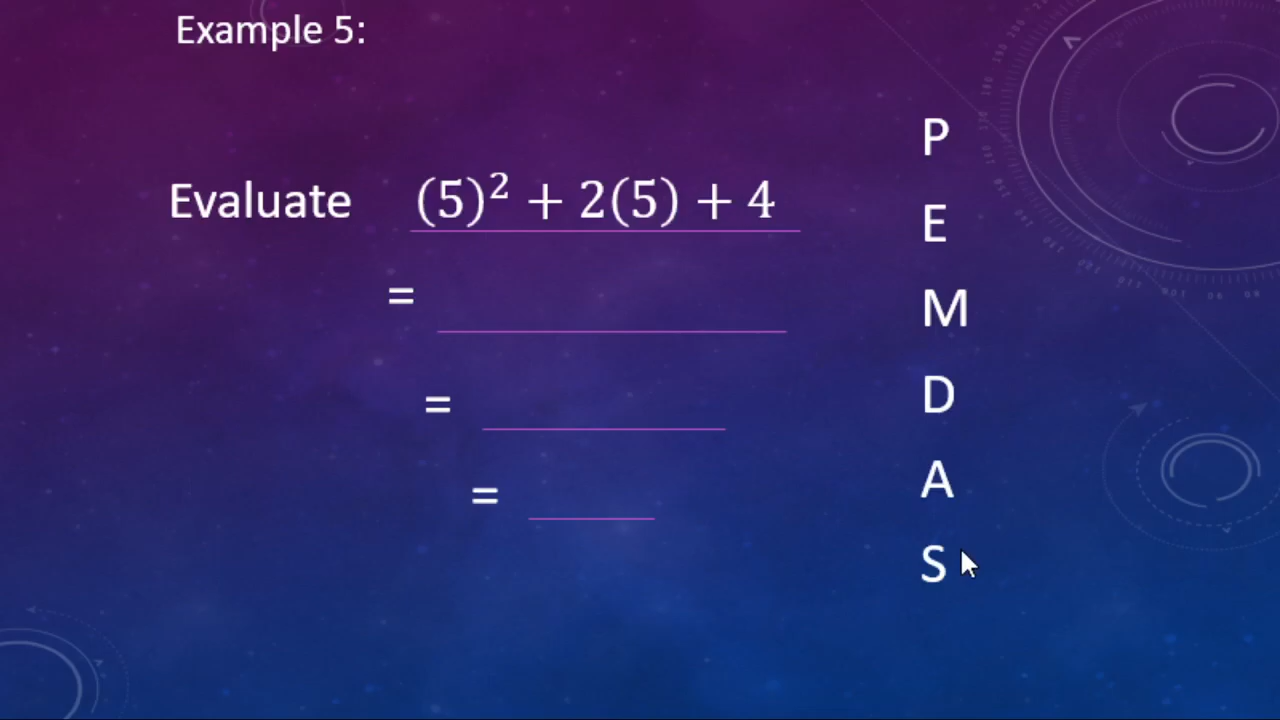 Example 5:
Evaluate (5)² + 2(5) + 4
=
=
=
P
E
M
D
A
S